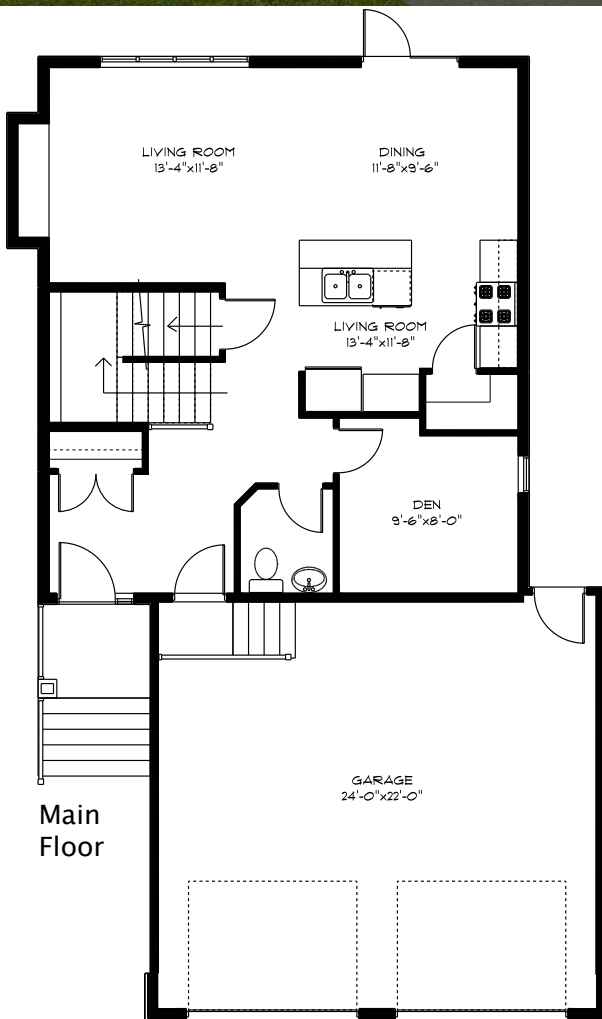 LIVING ROOM
13'-4"x11'-8"
DINING
11'-8"x9'-6"
LIVING ROOM
13'-4"x11'-8"
DEN
9'-6"x8'-0"
GARAGE
24'-0"x22'-0"
Main
Floor